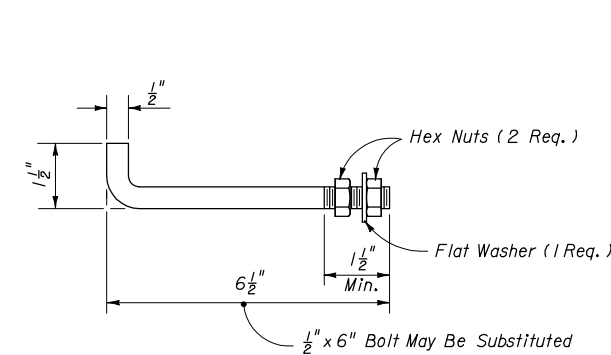 1/2"
Hex Nuts (2 Req.)
1 1/2"
Flat Washer (1 Req.)
1 1/2"
Min.
6 1/2"
1/2" x 6" Bolt May Be Substituted